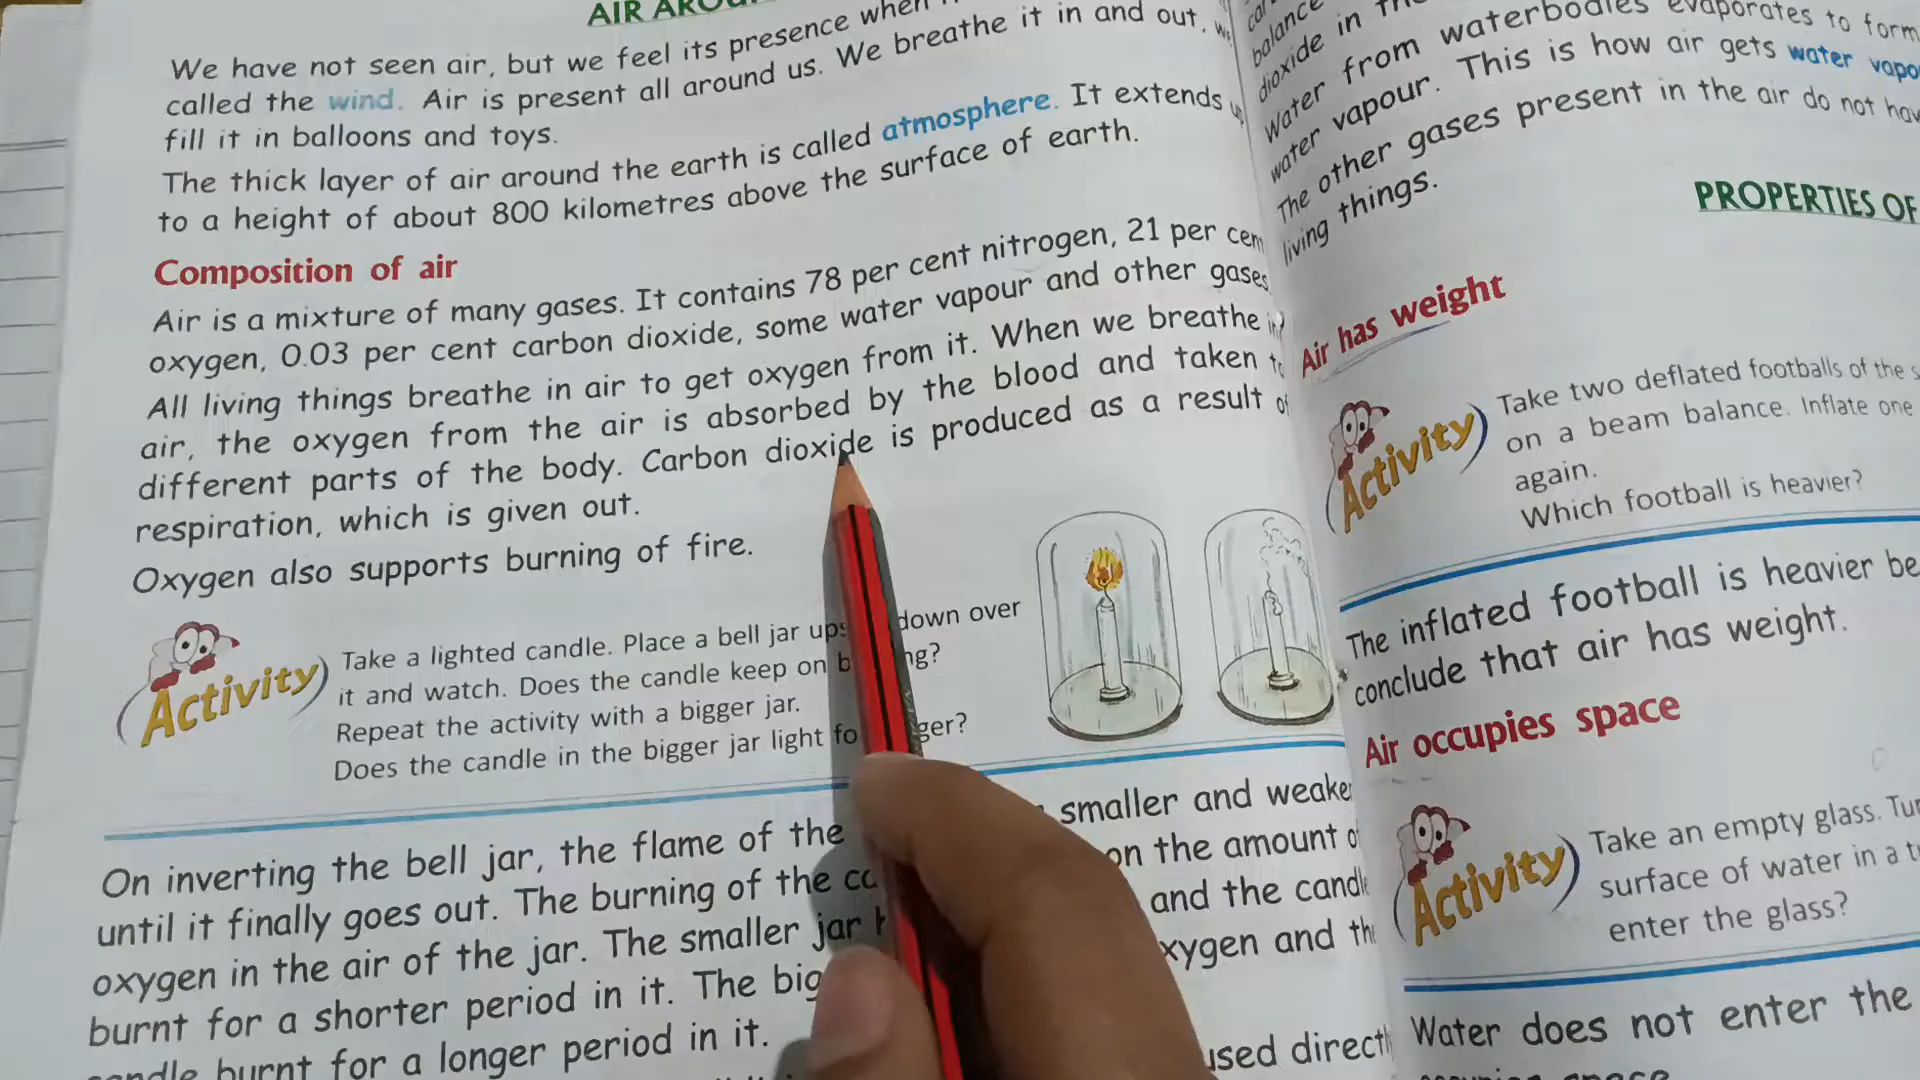 AIR
We have not seen air, but we feel its presence when
called the wind. Air is present all around us. We breathe it in and out.
fill it in balloons and toys.
The thick layer of air around the earth is called atmosphere. It extends
to a height of about 800 kilometres above the surface of earth.
Composition of air
Air is a mixture of many gases. It contains 78 per cent nitrogen, 21 per cent
oxygen, 0.03 per cent carbon dioxide, some water vapour and other gases
All living things breathe in air to get oxygen from it. When we breathe in
air, the oxygen from the air is absorbed by the blood and taken to
different parts of the body. Carbon dioxide is produced as a result of
respiration, which is given out.
Oxygen also supports burning of fire.
Activity
Take a lighted candle. Place a bell jar down over
it and watch. Does the candle keep on
Repeat the activity with a bigger jar.
Does the candle in the bigger jar light
On inverting the bell jar, the flame of the smaller and weaker
until it finally goes out. The burning of the on the amount of
oxygen in the air of the jar. The smaller jar and the candle
burnt for a shorter period in it. The big oxygen and the
candle burnt for a longer period in it.
used directly
balance
dioxide in
Water from waterbodies evaporates to form
water vapour. This is how air gets water
The other gases present in the air do not
living things.
PROPERTIES OF
Air has weight
Activity
Take two deflated footballs of the
on a beam balance. Inflate one
again.
Which football is heavier?
The inflated football is heavier
conclude that air has weight.
Air occupies space
Activity
Take an empty glass.
surface of water in a
enter the glass?
Water does not enter the
space